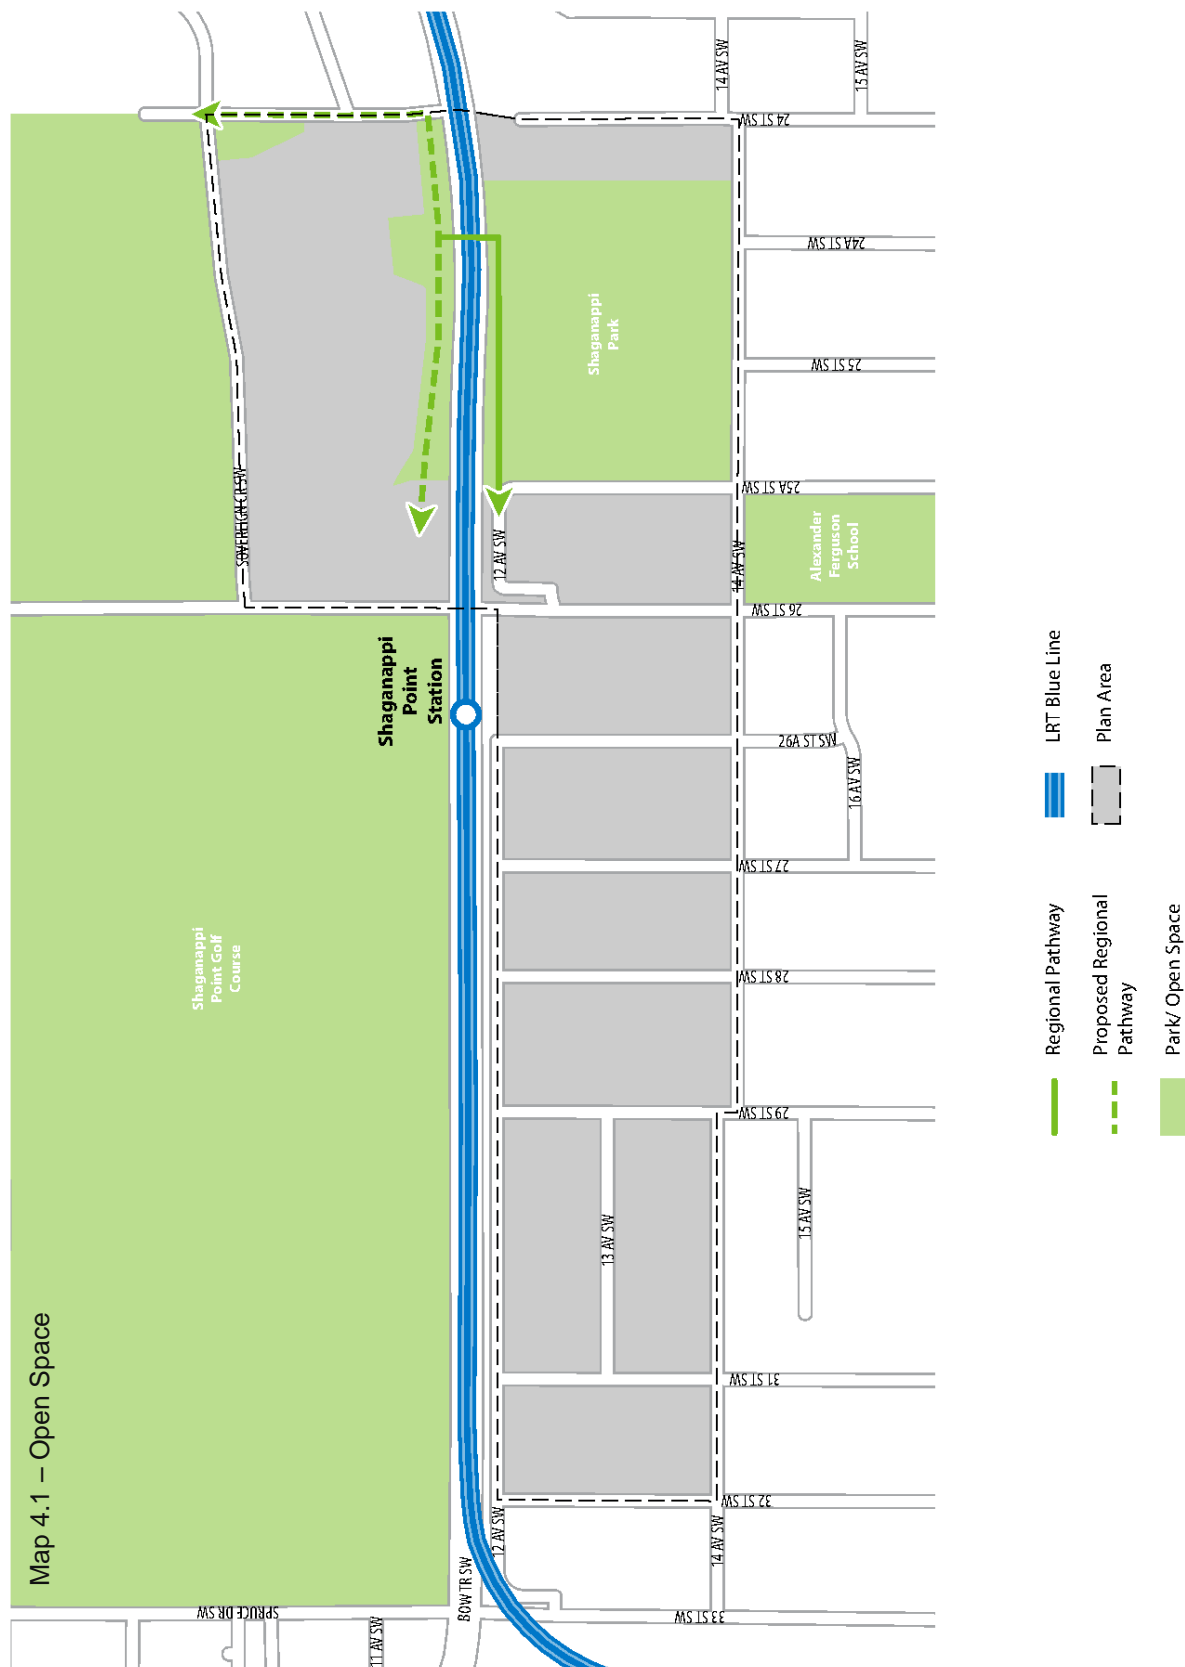 Map 4.1 – Open Space
SPRUCE DR SW
11 AV SW
BOW TR SW
12 AV SW
33 ST SW
14 AV SW
32 ST SW
31 ST SW
13 AV SW
15 AV SW
29 ST SW
28 ST SW
27 ST SW
16 AV SW
26A ST SW
26 ST SW
Shaganappi
Point Golf
Course
Shaganappi
Point
Station
SOVEREIGN CR SW
12 AV SW
14 AV SW
Alexander
Ferguson
School
25A ST SW
Shaganappi
Park
25 ST SW
24A ST SW
24 ST SW
14 AV SW
15 AV SW
Regional Pathway
Proposed Regional
Pathway
Park/ Open Space
LRT Blue Line
Plan Area